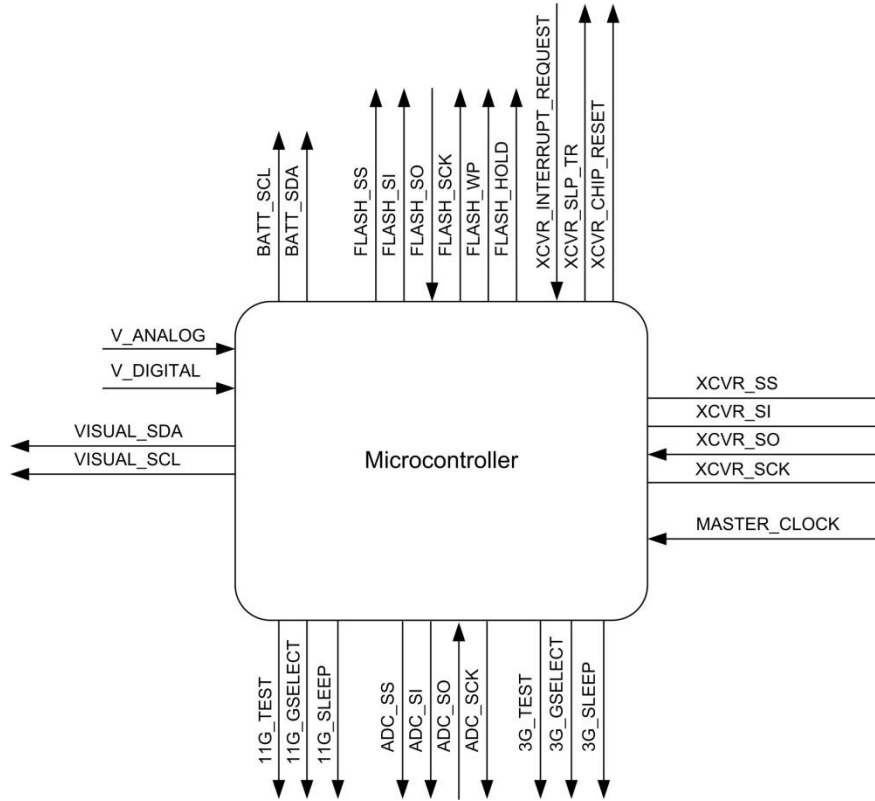 BATT_SCL
BATT_SDA
FLASH_SS
FLASH_SI
FLASH_SO
FLASH_SCK
FLASH_WP
FLASH_HOLD
XCVR_INTERRUPT_REQUEST
XCVR_SLP_TR
XCVR_CHIP_RESET
V_ANALOG
V_DIGITAL
VISUAL_SDA
VISUAL_SCL
Microcontroller
XCVR_SS
XCVR_SI
XCVR_SO
XCVR_SCK
MASTER_CLOCK
11G_TEST
11G_GSELECT
11G_SLEEP
ADC_SS
ADC_SI
ADC_SO
ADC_SCK
3G_TEST
3G_GSELECT
3G_SLEEP